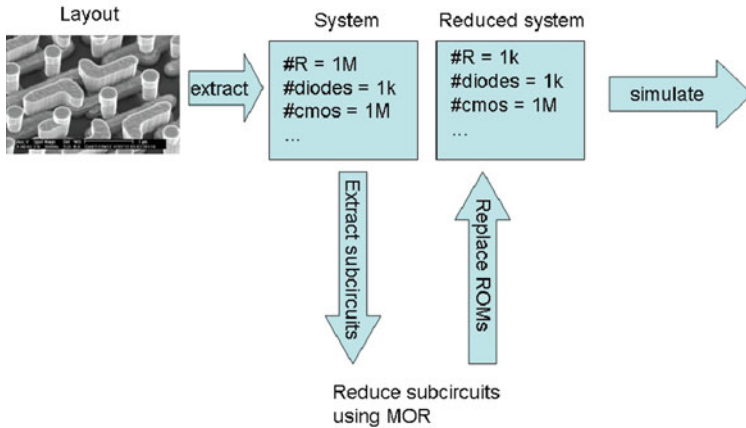 Layout
System
Reduced system
extract
#R = 1M
#diodes = 1k
#cmos = 1M
...
#R = 1k
#diodes = 1k
#cmos = 1M
...
simulate
Extract subcircuits
Replace ROMs
Reduce subcircuits
using MOR